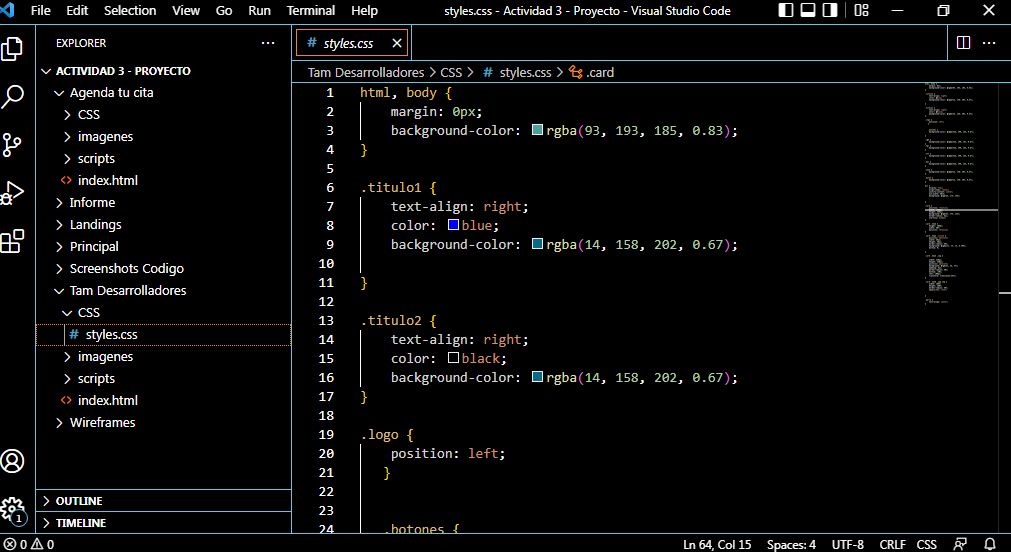 File Edit Selection View Go Run Terminal Help styles.css - Actividad 3 - Proyecto - Visual Studio Code
EXPLORER
ACTIVIDAD 3 - PROYECTO
Agenda tu cita
CSS
imagenes
scripts
<> index.html
Informe
Landings
Principal
Screenshots Codigo
Tam Desarrolladores
CSS
# styles.css
imagenes
scripts
<> index.html
Wireframes
OUTLINE
TIMELINE
1
# styles.css
Tam Desarrolladores > CSS > # styles.css > .card
1 html, body {
2     margin: 0px;
3     background-color: rgba(93, 193, 185, 0.83);
4 }
5
6 .titulo1 {
7     text-align: right;
8     color: blue;
9     background-color: rgba(14, 158, 202, 0.67);
10
11 }
12
13 .titulo2 {
14     text-align: right;
15     color: black;
16     background-color: rgba(14, 158, 202, 0.67);
17 }
18
19 .logo {
20     position: left;
21    }
22
23
24    .botones {
0 0 Ln 64, Col 15 Spaces: 4 UTF-8 CRLF CSS